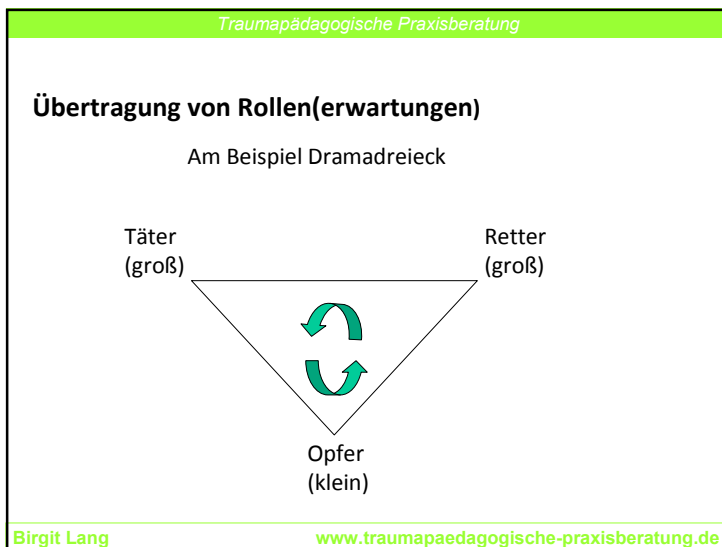 Traumapädagogische Praxisberatung
Übertragung von Rollen(erwartungen)
Am Beispiel Dramadreieck
Täter
(groß)
Retter
(groß)
Opfer
(klein)
Birgit Lang
www.traumapaedagogische-praxisberatung.de